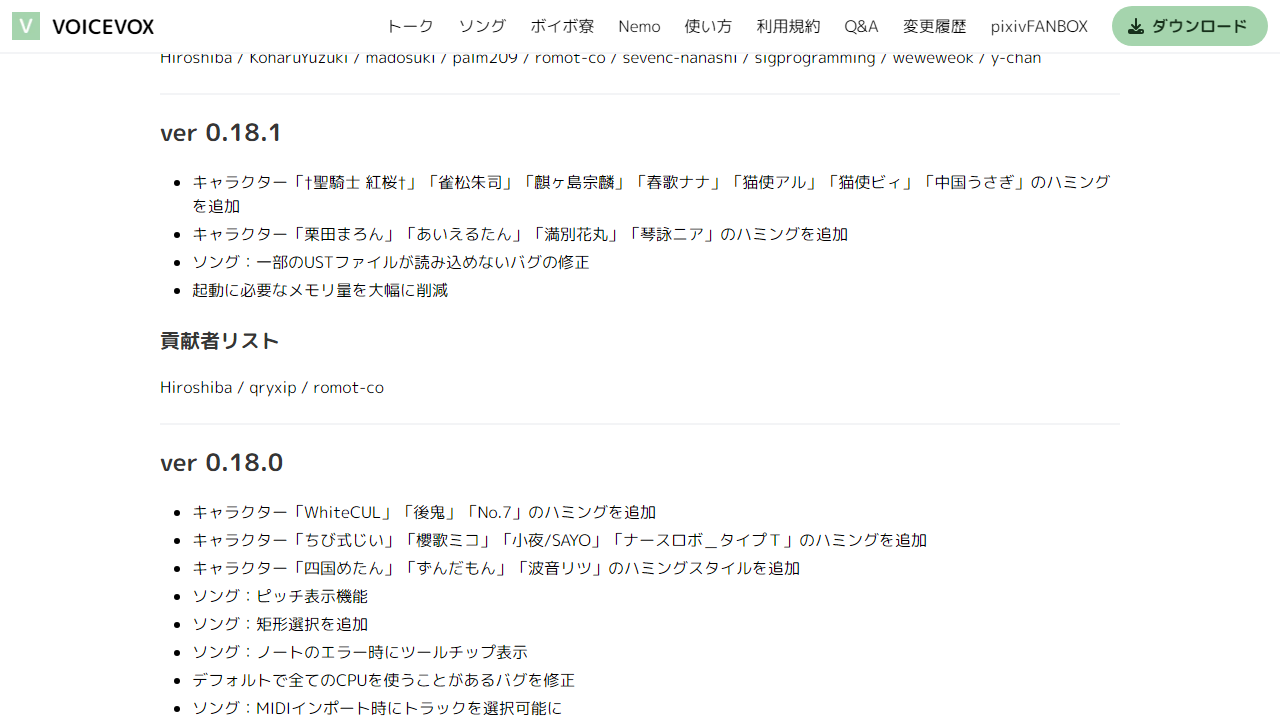 VOICEVOX トーク ソング ボイボ寮 Nemo 使い方 利用規約 Q&A 変更履歴 pixivFANBOX ダウンロード
Hiroshiba / KoharuYuzuki / madosuki / palm209 / romot-co / sevenc-nanashi / sigprogramming / weweweok / y-chan
ver 0.18.1
キャラクター「†聖騎士 紅桜†」「雀松朱司」「麒ヶ島宗麟」「春歌ナナ」「猫使アル」「猫使ビィ」「中国うさぎ」のハミング
を追加
キャラクター「栗田まろん」「あいえるたん」「満別花丸」「琴詠ニア」のハミングを追加
ソング：一部のUSTファイルが読み込めないバグの修正
起動に必要なメモリ量を大幅に削減
貢献者リスト
Hiroshiba / qryxip / romot-co
ver 0.18.0
キャラクター「WhiteCUL」「後鬼」「No.7」のハミングを追加
キャラクター「ちび式じい」「櫻歌ミコ」「小夜/SAYO」「ナースロボ＿タイプＴ」のハミングを追加
キャラクター「四国めたん」「ずんだもん」「波音リツ」のハミングスタイルを追加
ソング：ピッチ表示機能
ソング：矩形選択を追加
ソング：ノートのエラー時にツールチップ表示
デフォルトで全てのCPUを使うことがあるバグを修正
ソング：MIDIインポート時にトラックを選択可能に